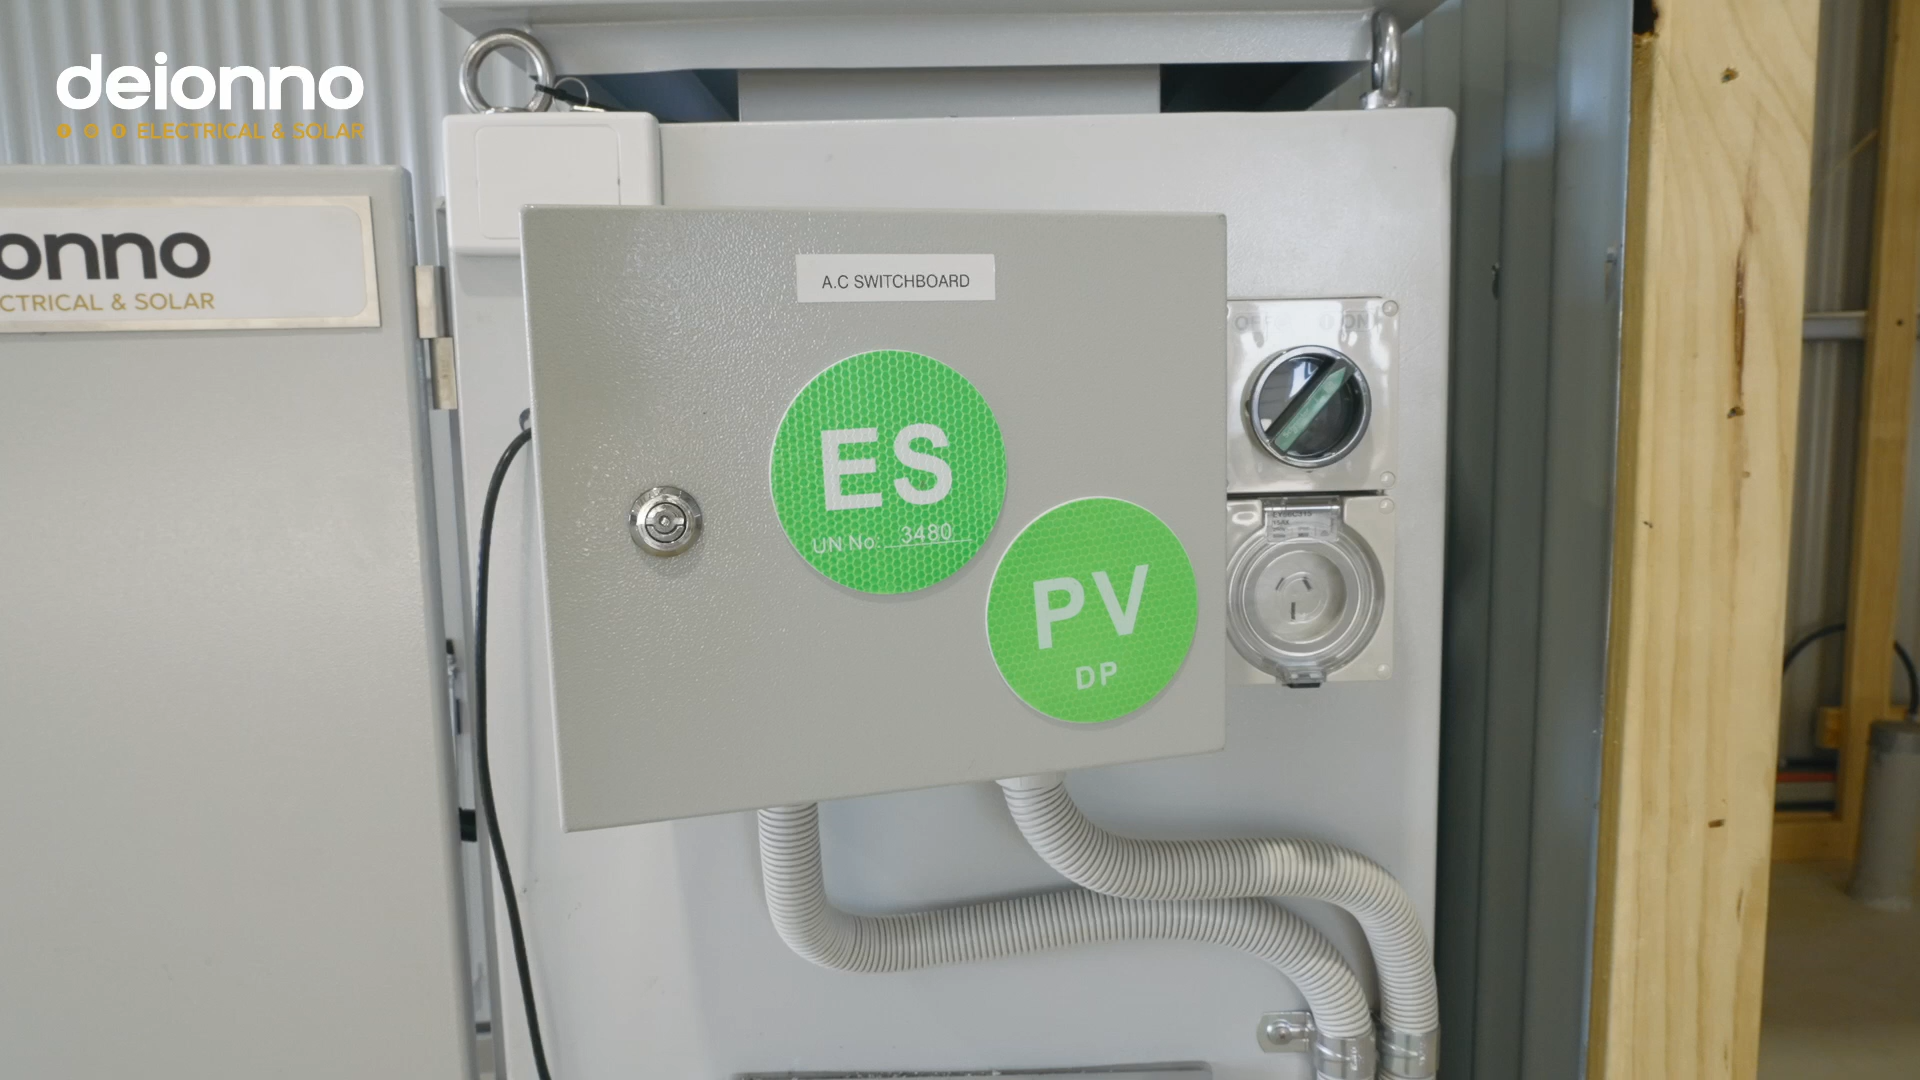 deionno
ELECTRICAL & SOLAR
onno
CTRICAL & SOLAR
A.C SWITCHBOARD
OFF
ON
ES
UN No: 3480
PV
DP